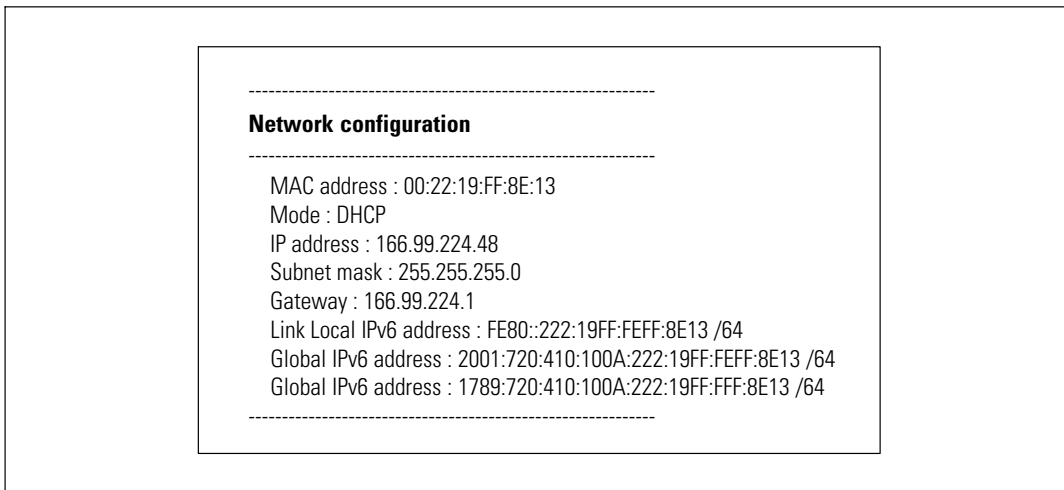 ------------------------------------------------------------
Network configuration
------------------------------------------------------------
MAC address : 00:22:19:FF:8E:13
Mode : DHCP
IP address : 166.99.224.48
Subnet mask : 255.255.255.0
Gateway : 166.99.224.1
Link Local IPv6 address : FE80::222:19FF:FEFF:8E13 /64
Global IPv6 address : 2001:720:410:100A:222:19FF:FEFF:8E13 /64
Global IPv6 address : 1789:720:410:100A:222:19FF:FFF:8E13 /64
------------------------------------------------------------